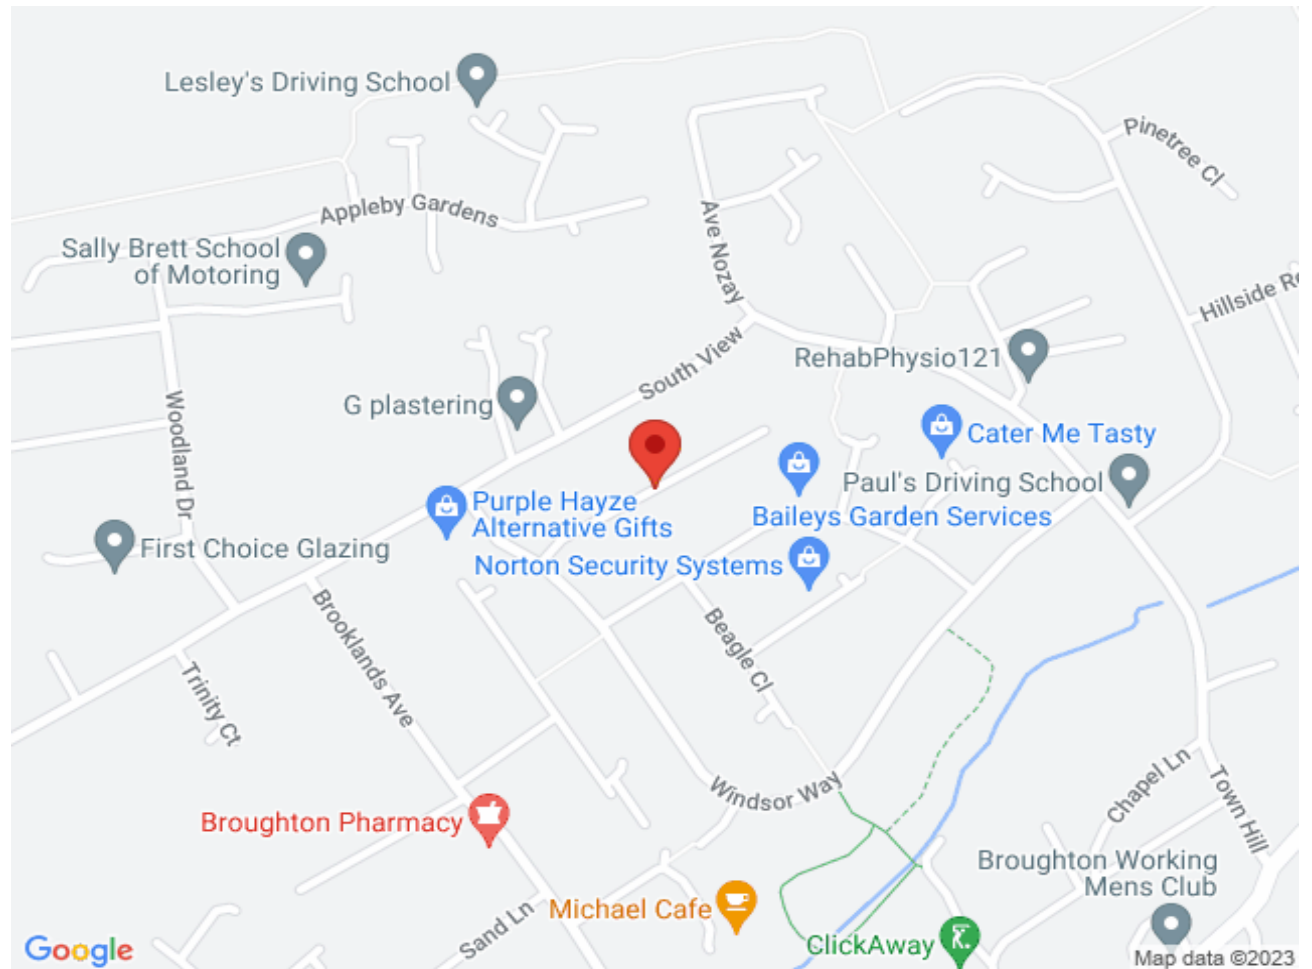 Lesley's Driving School
Pinetree Cl
Appleby Gardens
Ave Nozay
Sally Brett School
of Motoring
Hillside Re
South View
RehabPhysio121
G plastering
Woodland Dr
Cater Me Tasty
Paul's Driving School
Purple Hayze
Alternative Gifts
Baileys Garden Services
First Choice Glazing
Norton Security Systems
Brooklands Ave
Beagle Cl
Trinity Ct
Windsor Way
Chapel Ln
Town Hill
Broughton Pharmacy
Broughton Working
Mens Club
Michael Cafe
Sand Ln
ClickAway
Google
Map data ©2023